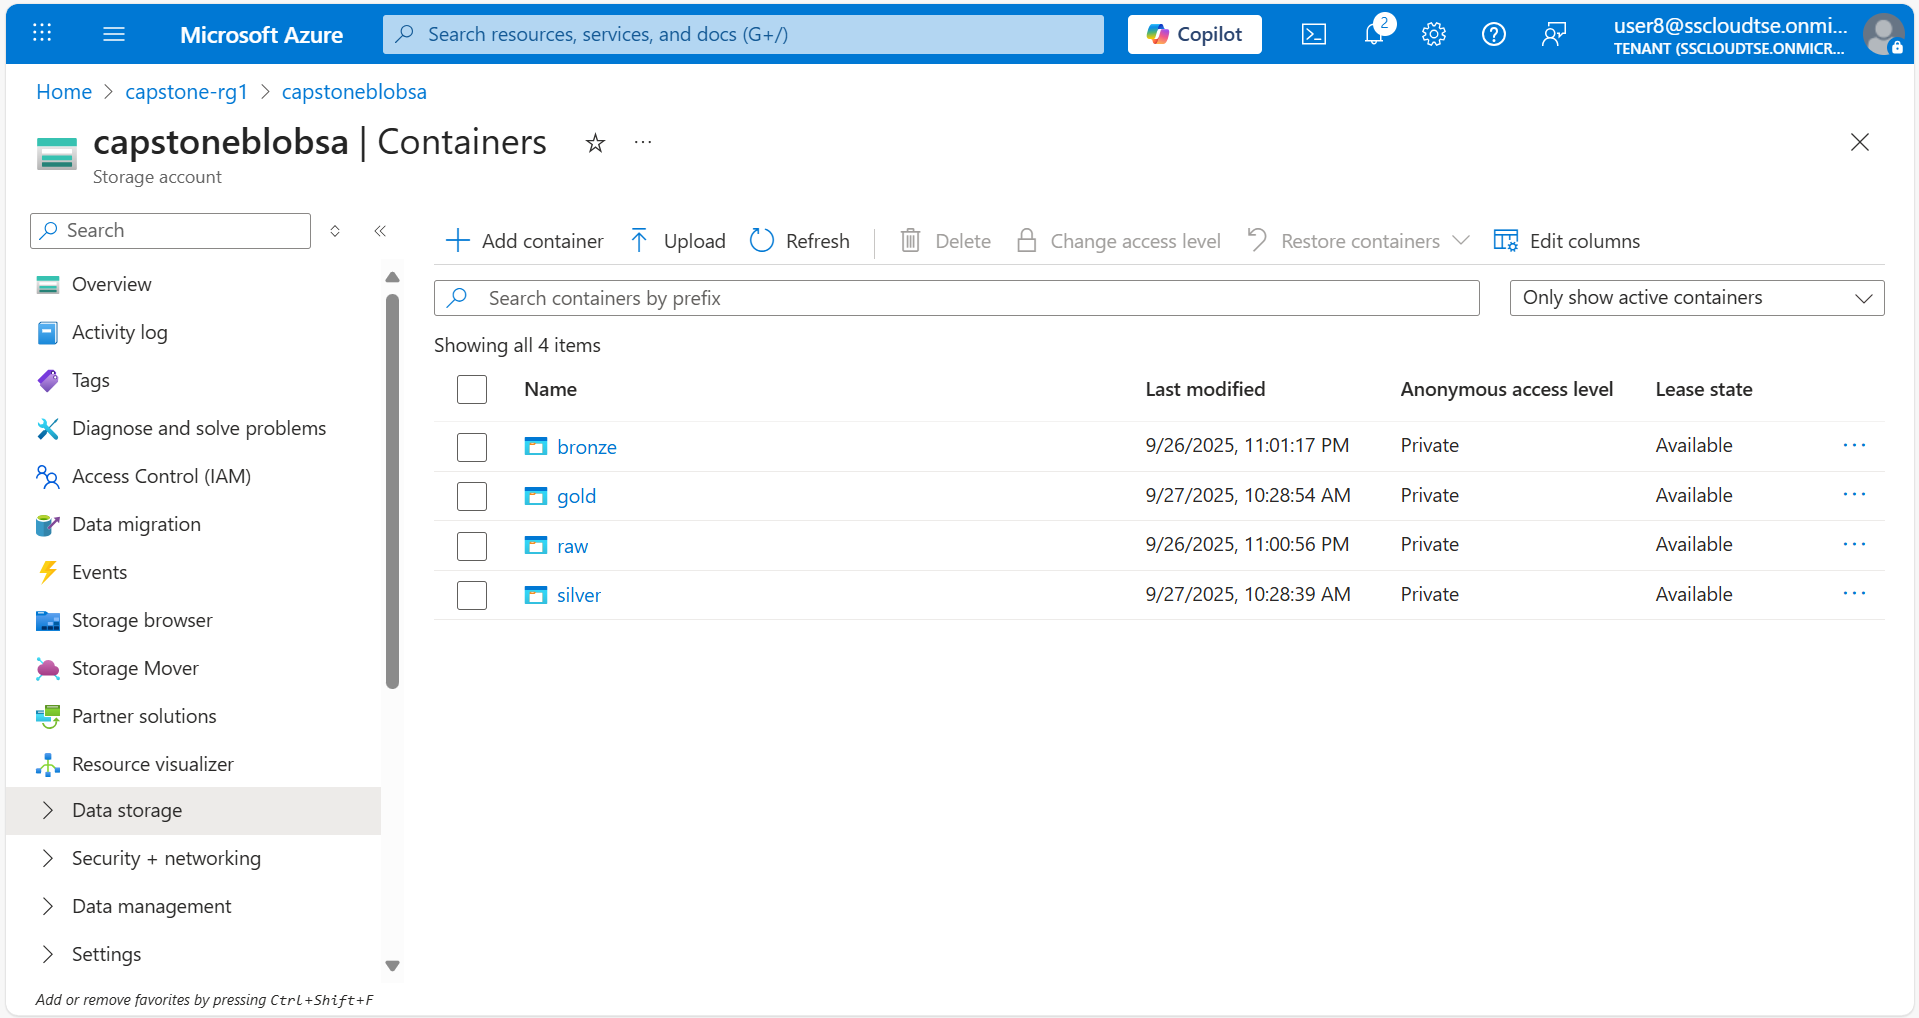 Microsoft Azure
Search resources, services, and docs (G+/)
Copilot
2
user8@sscloudtse.onmi...
TENANT (SSCLOUDTSE.ONMICR...
Home > capstone-rg1 > capstoneblobsa
capstoneblobsa | Containers
Storage account
Search
Add container
Upload
Refresh
Delete
Change access level
Restore containers
Edit columns
Overview
Activity log
Tags
Diagnose and solve problems
Access Control (IAM)
Data migration
Events
Storage browser
Storage Mover
Partner solutions
Resource visualizer
Data storage
Security + networking
Data management
Settings
Add or remove favorites by pressing Ctrl+Shift+F
Search containers by prefix
Only show active containers
Showing all 4 items
Name Last modified Anonymous access level Lease state
bronze 9/26/2025, 11:01:17 PM Private Available
gold 9/27/2025, 10:28:54 AM Private Available
raw 9/26/2025, 11:00:56 PM Private Available
silver 9/27/2025, 10:28:39 AM Private Available